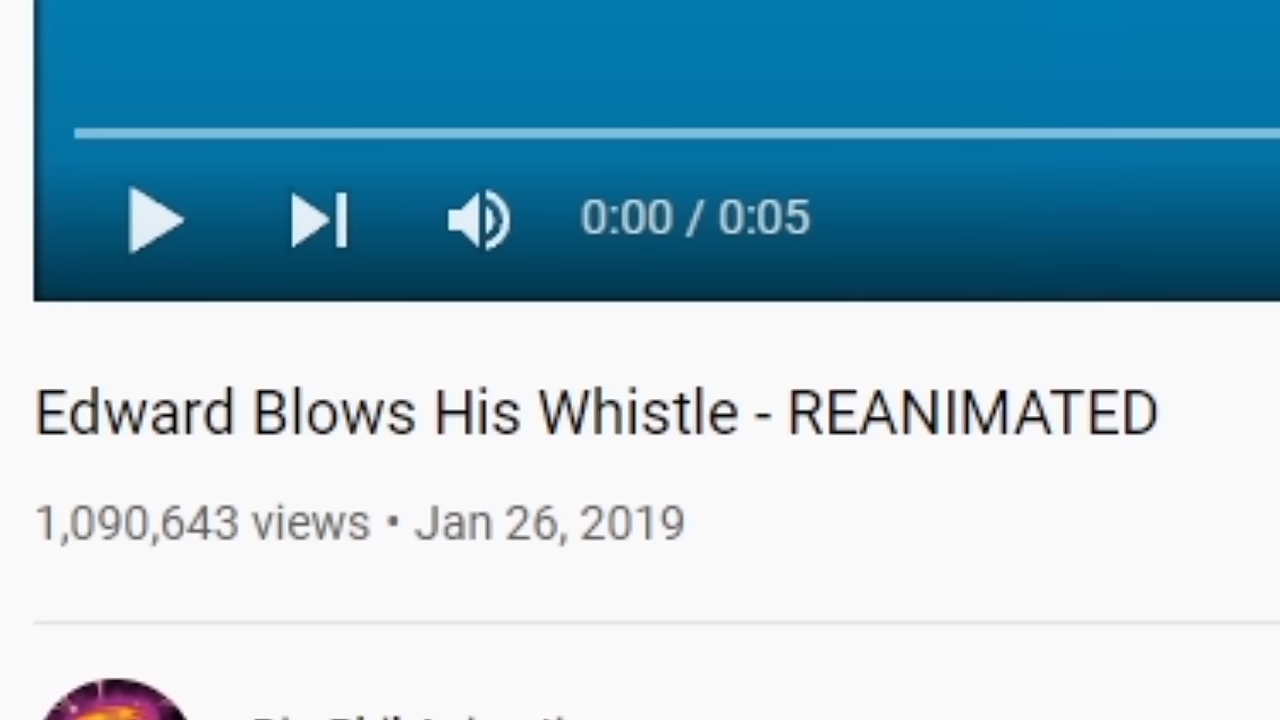 0:00 / 0:05
Edward Blows His Whistle - REANIMATED
1,090,643 views • Jan 26, 2019